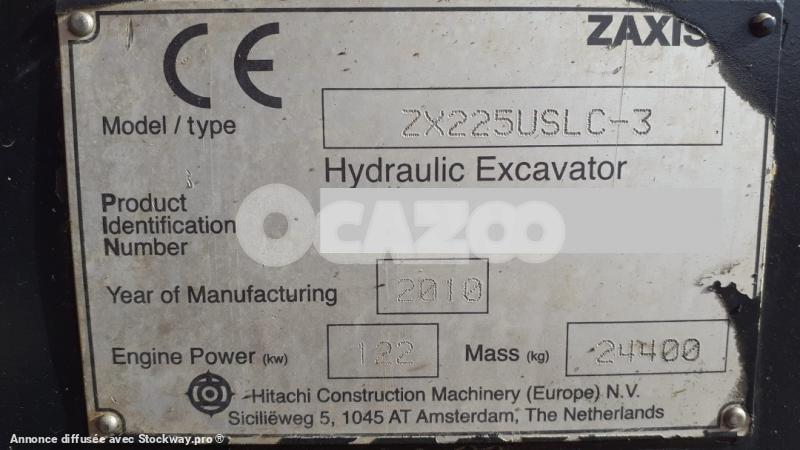 CE
ZAXIS
Model / type ZX225USLC-3
Hydraulic Excavator
Product
Identification
Number
OCAZOO
Year of Manufacturing 2010
Engine Power (kw) 122 Mass (kg) 24400
Hitachi Construction Machinery (Europe) N.V.
Siciliëweg 5, 1045 AT Amsterdam, The Netherlands
Annonce diffusée avec Stockway.pro ®